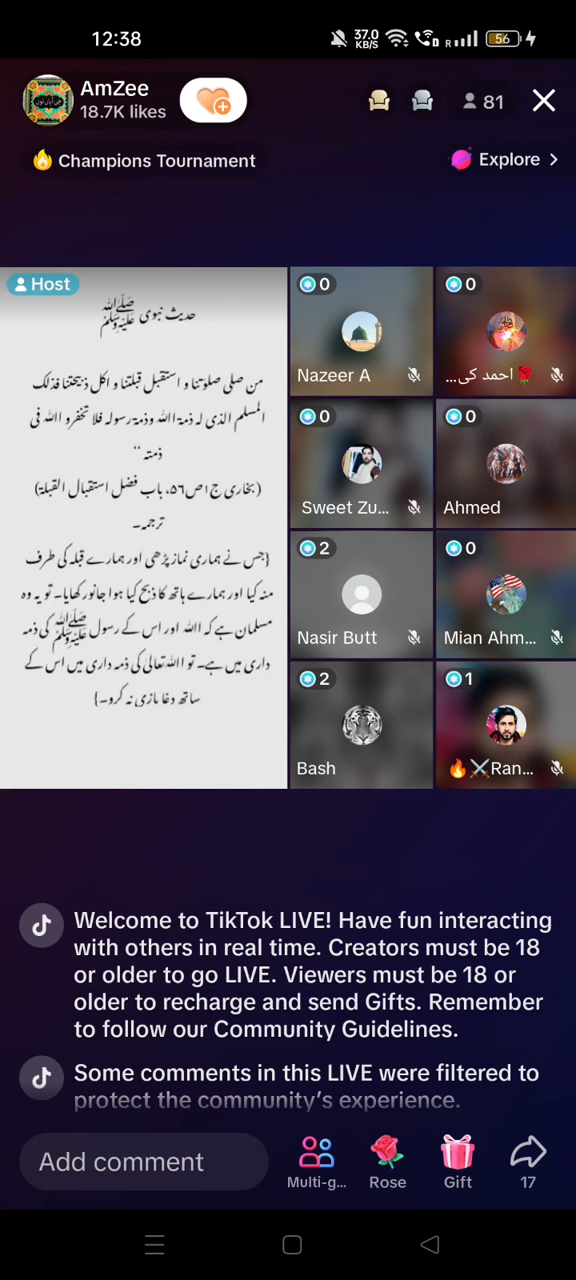 12:38
37.0 KB/S
R
56
AmZee
18.7K likes
81
Champions Tournament
Explore >
Host
حدیث نبوی ﷺ
من صلی صلوتنا و استقبل قبلتنا و اکل ذبیحتنا فذلک
المسلم الذی لہ ذمۃ اﷲ وذمۃ رسولہ فلا تخفرو اﷲ فی
ذمتہ‘‘
(بخاری ج۱ص۵۶، باب فضل استقبال القبلۃ)
ترجمہ۔
{جس نے ہماری نماز پڑھی اور ہمارے قبلہ کی طرف
منہ کیا اور ہمارے ہاتھ کا ذبح کیا ہوا جانور کھایا۔ تو یہ وہ
مسلمان ہے کہ اﷲ اور اس کے رسول ﷺ کی ذمہ
داری میں ہے۔ تو اﷲ تعالیٰ کی ذمہ داری میں اس کے
ساتھ دغا بازی نہ کرو۔}
0
Nazeer A
0
احمد کی...
0
Sweet Zu...
0
Ahmed
2
Nasir Butt
0
Mian Ahm...
2
Bash
1
🔥⚔️Ran...
Welcome to TikTok LIVE! Have fun interacting
with others in real time. Creators must be 18
or older to go LIVE. Viewers must be 18 or
older to recharge and send Gifts. Remember
to follow our Community Guidelines.
Some comments in this LIVE were filtered to
protect the community’s experience.
Add comment
Multi-g...
Rose
Gift
17